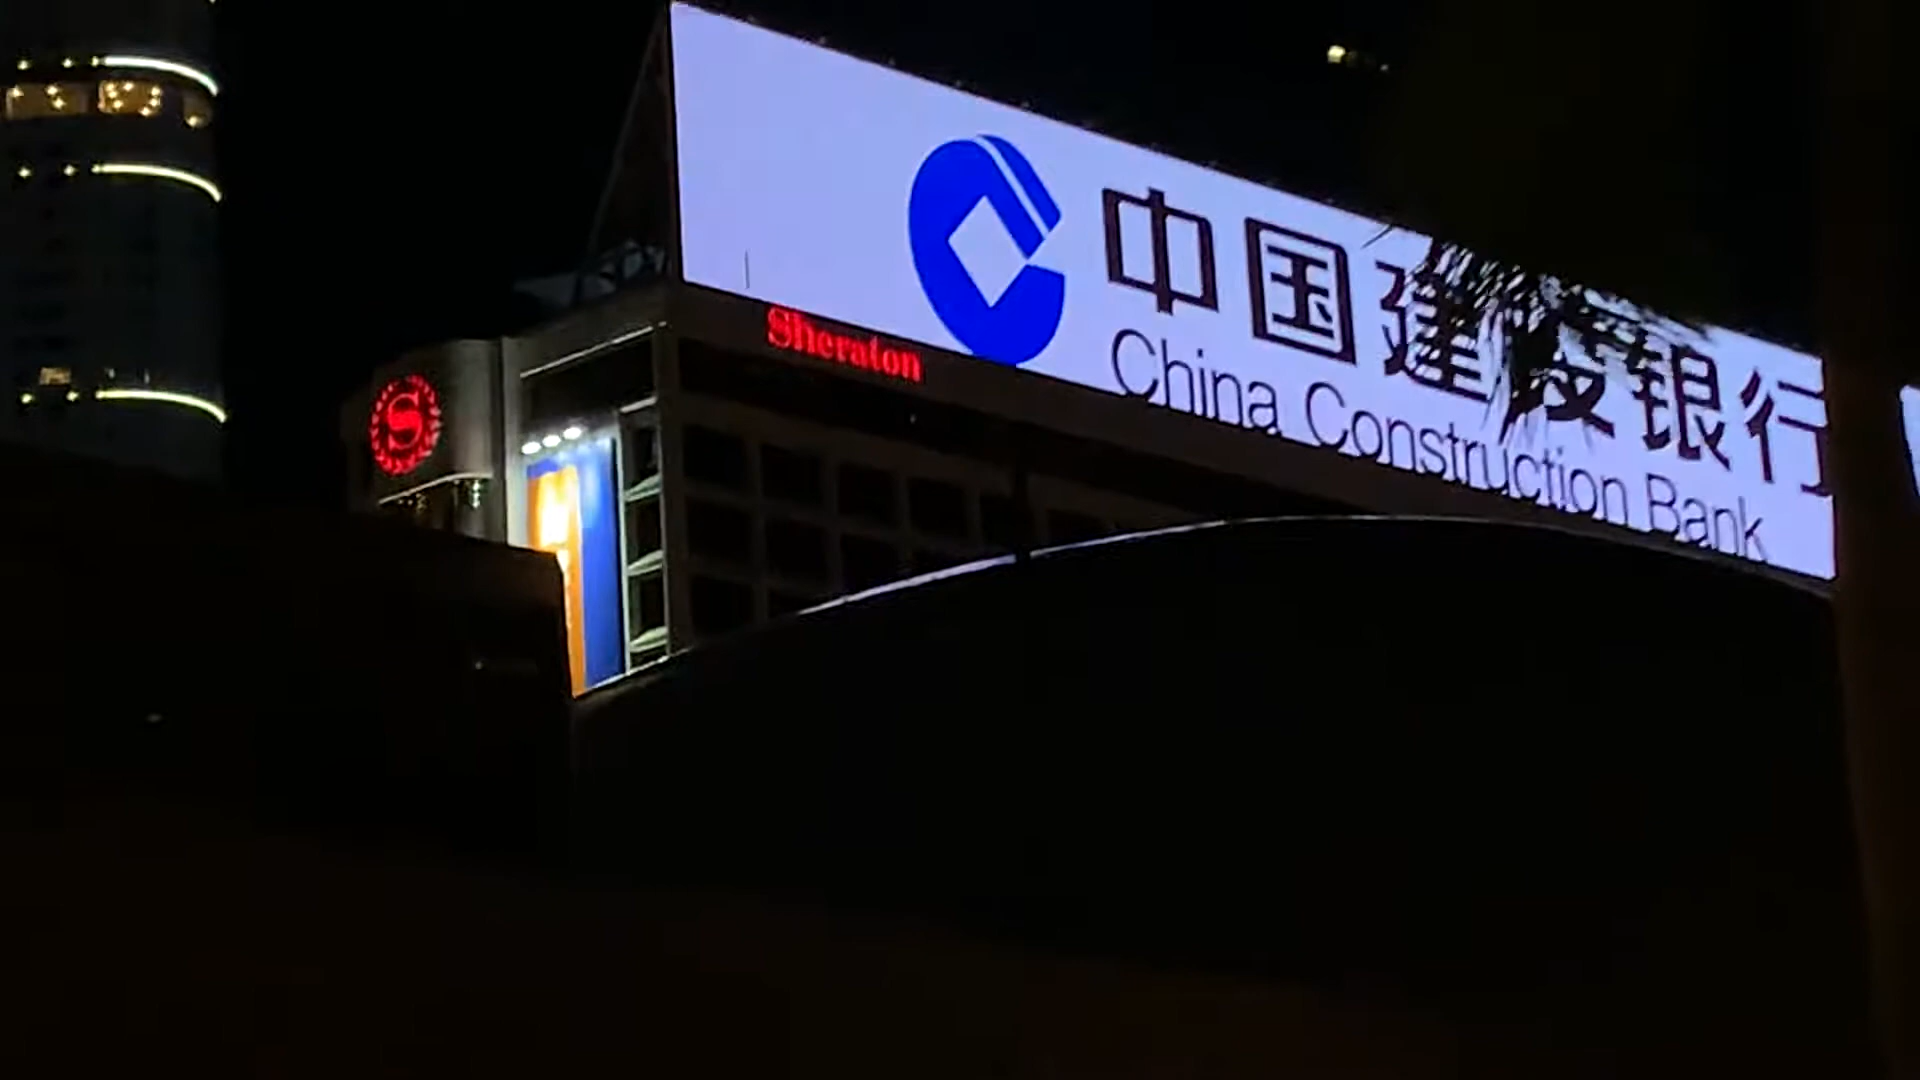 中国建设银行
China Construction Bank
Sheraton
S